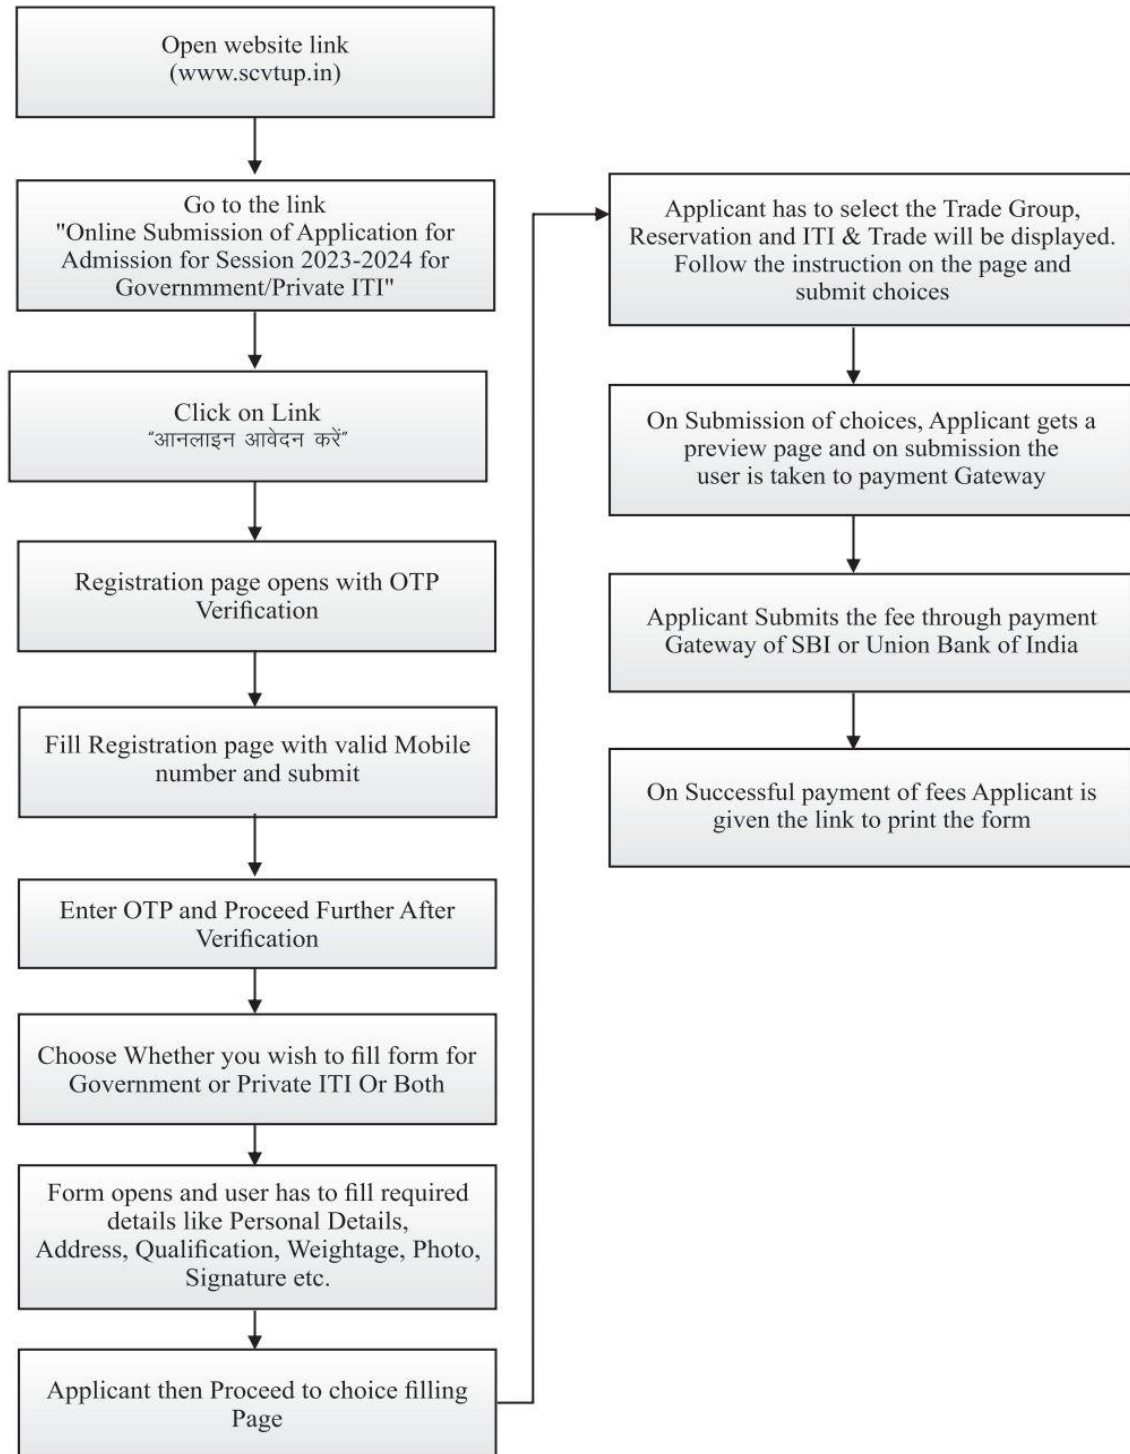 Open website link
(www.scvtup.in)
Go to the link
"Online Submission of Application for
Admission for Session 2023-2024 for
Governmment/Private ITI"
Click on Link
"आनलाइन आवेदन करें"
Registration page opens with OTP
Verification
Fill Registration page with valid Mobile
number and submit
Enter OTP and Proceed Further After
Verification
Choose Whether you wish to fill form for
Government or Private ITI Or Both
Form opens and user has to fill required
details like Personal Details,
Address, Qualification, Weightage, Photo,
Signature etc.
Applicant then Proceed to choice filling
Page
Applicant has to select the Trade Group,
Reservation and ITI & Trade will be displayed.
Follow the instruction on the page and
submit choices
On Submission of choices, Applicant gets a
preview page and on submission the
user is taken to payment Gateway
Applicant Submits the fee through payment
Gateway of SBI or Union Bank of India
On Successful payment of fees Applicant is
given the link to print the form